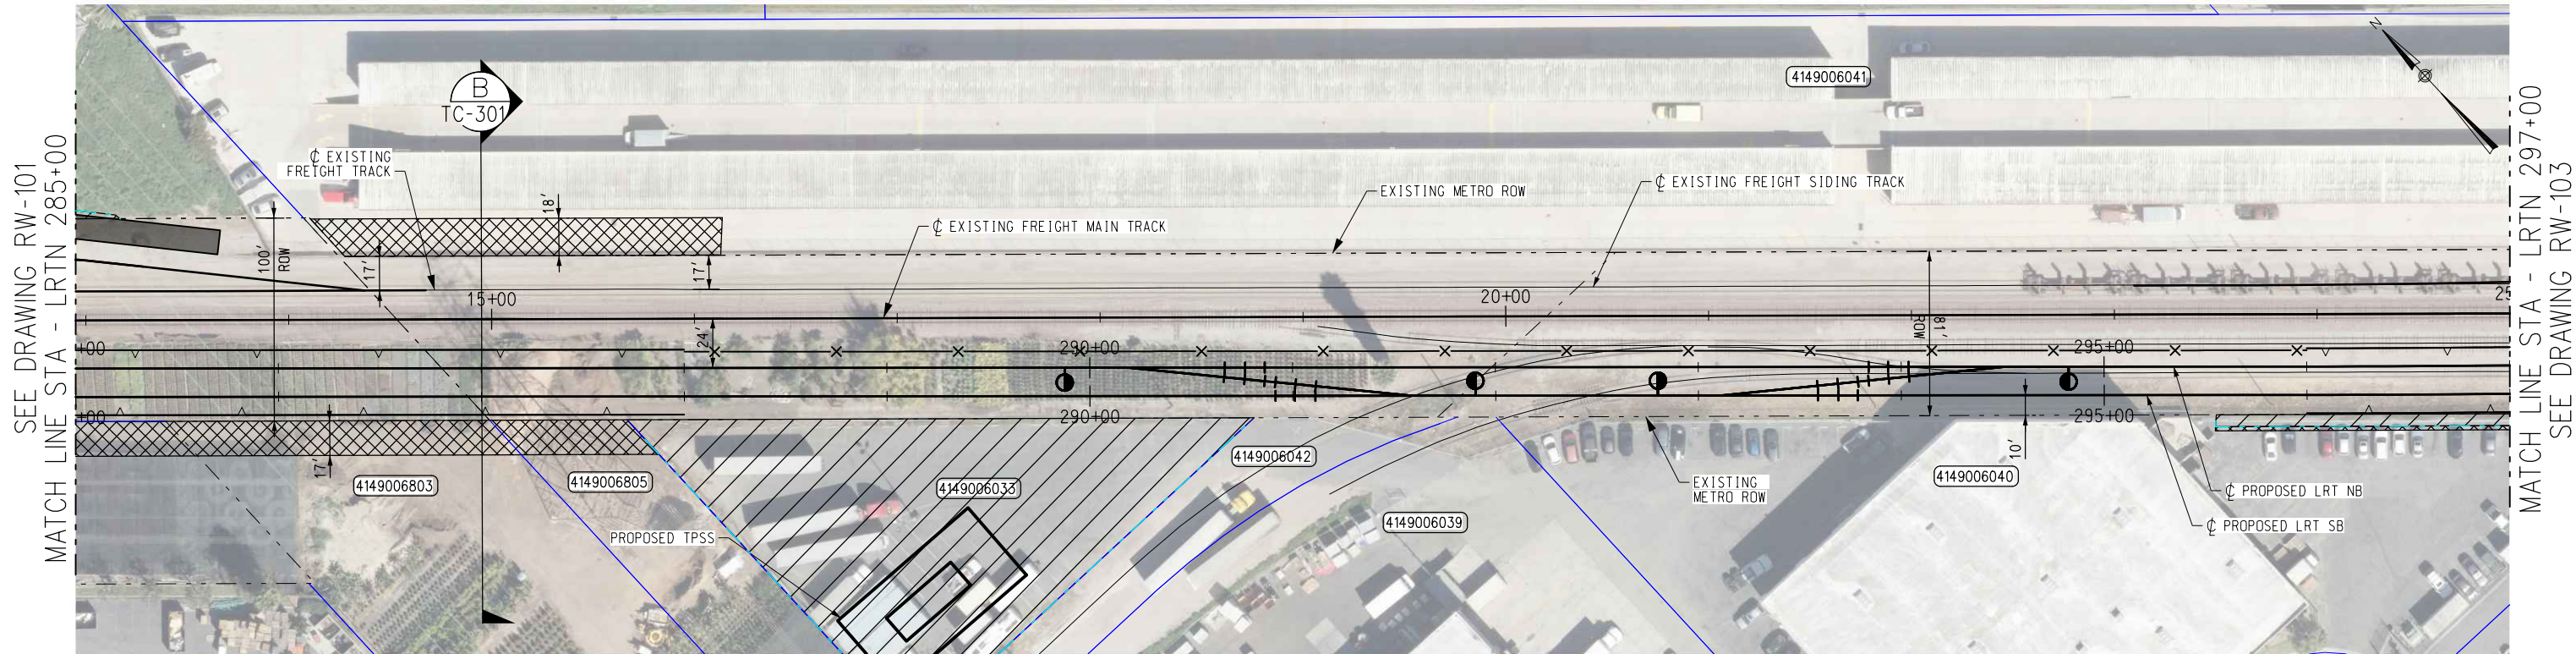 SEE DRAWING RW-101
MATCH LINE STA - LRTN 285+00
B
TC-301
℄ EXISTING
FREIGHT TRACK
18'
100'
ROW
17'
17'
15+00
℄ EXISTING FREIGHT MAIN TRACK
EXISTING METRO ROW
℄ EXISTING FREIGHT SIDING TRACK
4149006041
N
20+00
25
24'
81'
ROW
+00
290+00
295+00
+00
290+00
295+00
10'
17'
4149006803
4149006805
4149006033
4149006042
4149006039
4149006040
EXISTING
METRO ROW
℄ PROPOSED LRT NB
℄ PROPOSED LRT SB
PROPOSED TPSS
MATCH LINE STA - LRTN 297+00
SEE DRAWING RW-103